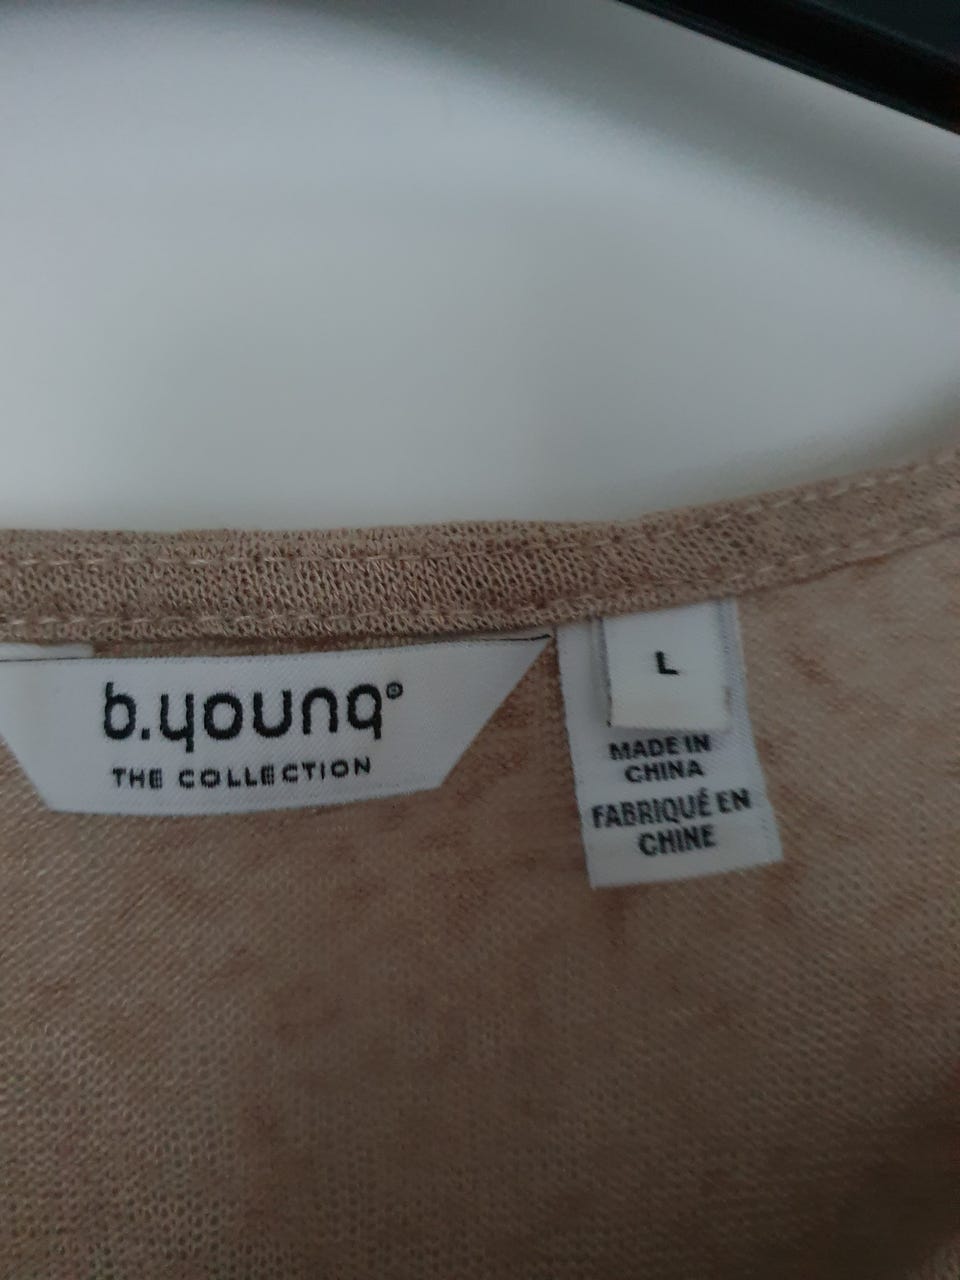 b.young®
THE COLLECTION
L
MADE IN
CHINA
FABRIQUÉ EN
CHINE